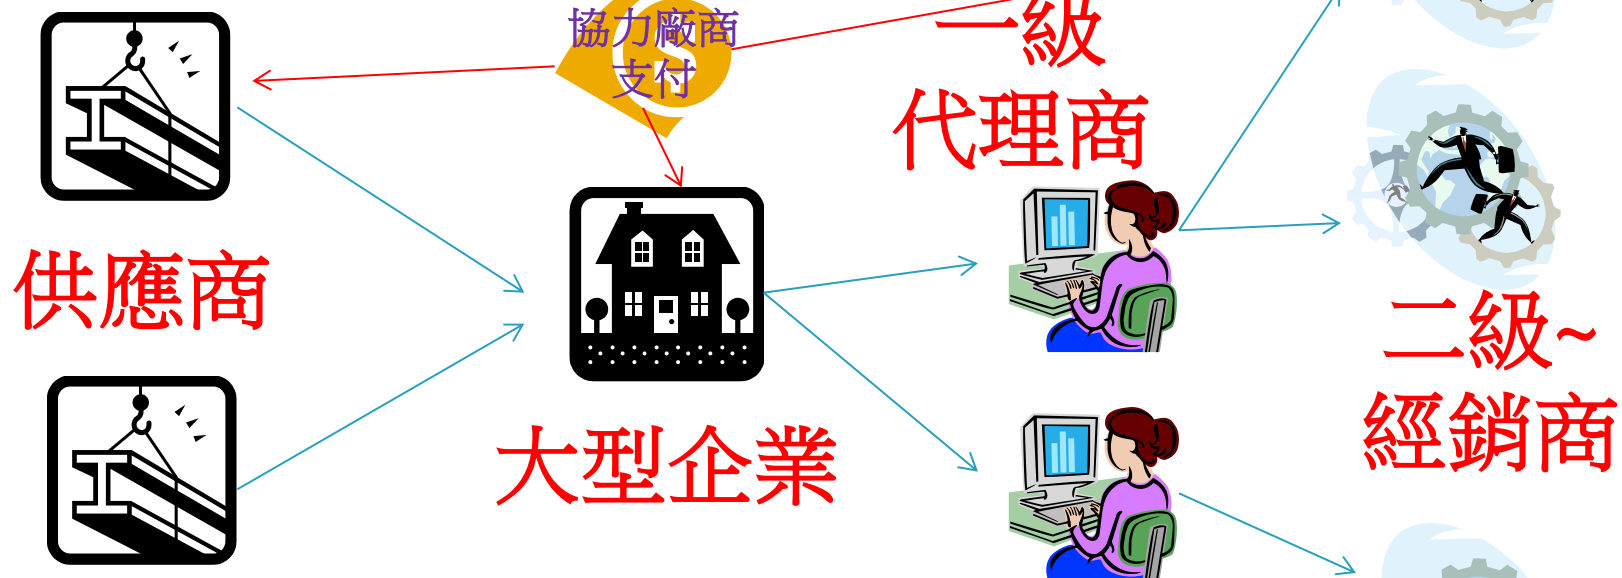 協力廠商
支付
一級
代理商
供應商
大型企業
二級~
經銷商